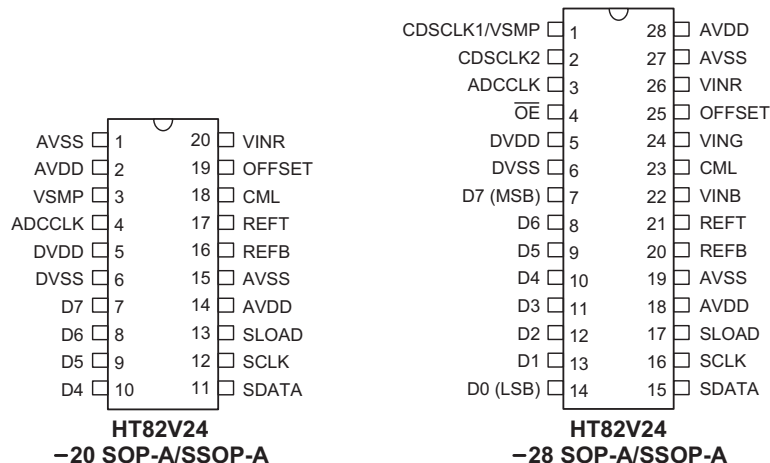 AVSS 1 20 VINR
AVDD 2 19 OFFSET
VSMP 3 18 CML
ADCCLK 4 17 REFT
DVDD 5 16 REFB
DVSS 6 15 AVSS
D7 7 14 AVDD
D6 8 13 SLOAD
D5 9 12 SCLK
D4 10 11 SDATA
HT82V24
−20 SOP-A/SSOP-A
CDSCLK1/VSMP 1 28 AVDD
CDSCLK2 2 27 AVSS
ADCCLK 3 26 VINR
O̅E̅ 4 25 OFFSET
DVDD 5 24 VING
DVSS 6 23 CML
D7 (MSB) 7 22 VINB
D6 8 21 REFT
D5 9 20 REFB
D4 10 19 AVSS
D3 11 18 AVDD
D2 12 17 SLOAD
D1 13 16 SCLK
D0 (LSB) 14 15 SDATA
HT82V24
−28 SOP-A/SSOP-A